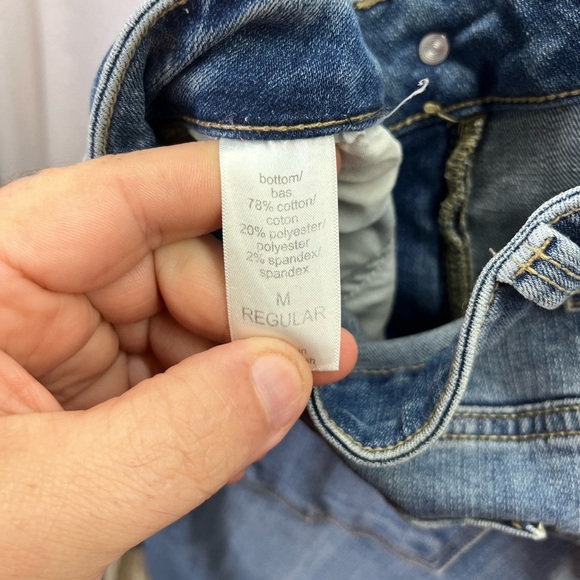 bottom/
bas
78% cotton/
coton
20% polyester/
polyester
2% spandex/
spandex
M
REGULAR